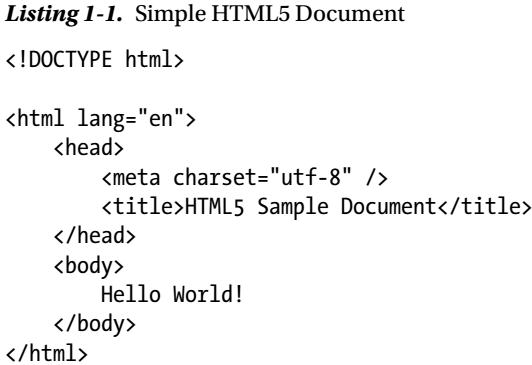 Listing 1-1. Simple HTML5 Document
<!DOCTYPE html>
<html lang="en">
    <head>
        <meta charset="utf-8" />
        <title>HTML5 Sample Document</title>
    </head>
    <body>
        Hello World!
    </body>
</html>